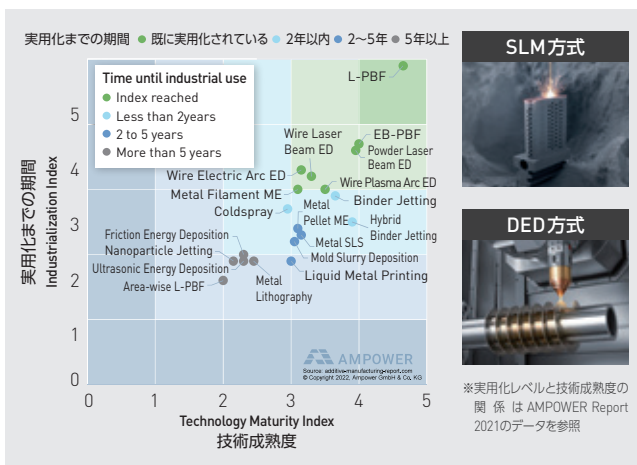 実用化までの期間 ● 既に実用化されている ● 2年以内 ● 2〜5年 ● 5年以上
Time until industrial use
Index reached
Less than 2years
2 to 5 years
More than 5 years
実用化までの期間
Industrialization Index
5
4
3
2
1
0
L-PBF
Wire Laser
Beam ED
EB-PBF
Powder Laser
Beam ED
Wire Electric Arc ED
Wire Plasma Arc ED
Metal Filament ME
Binder Jetting
Coldspray
Metal
Pellet ME
Hybrid
Binder Jetting
Friction Energy Deposition
Metal SLS
Nanoparticle Jetting
Mold Slurry Deposition
Ultrasonic Energy Deposition
Liquid Metal Printing
Area-wise L-PBF
Metal
Lithography
AMPOWER
Source: additive-manufacturing-report.com
© Copyright 2022, Ampower GmbH & Co, KG
0 1 2 3 4 5
Technology Maturity Index
技術成熟度
SLM方式
DED方式
※実用化レベルと技術成熟度の
関係はAMPOWER Report
2021のデータを参照